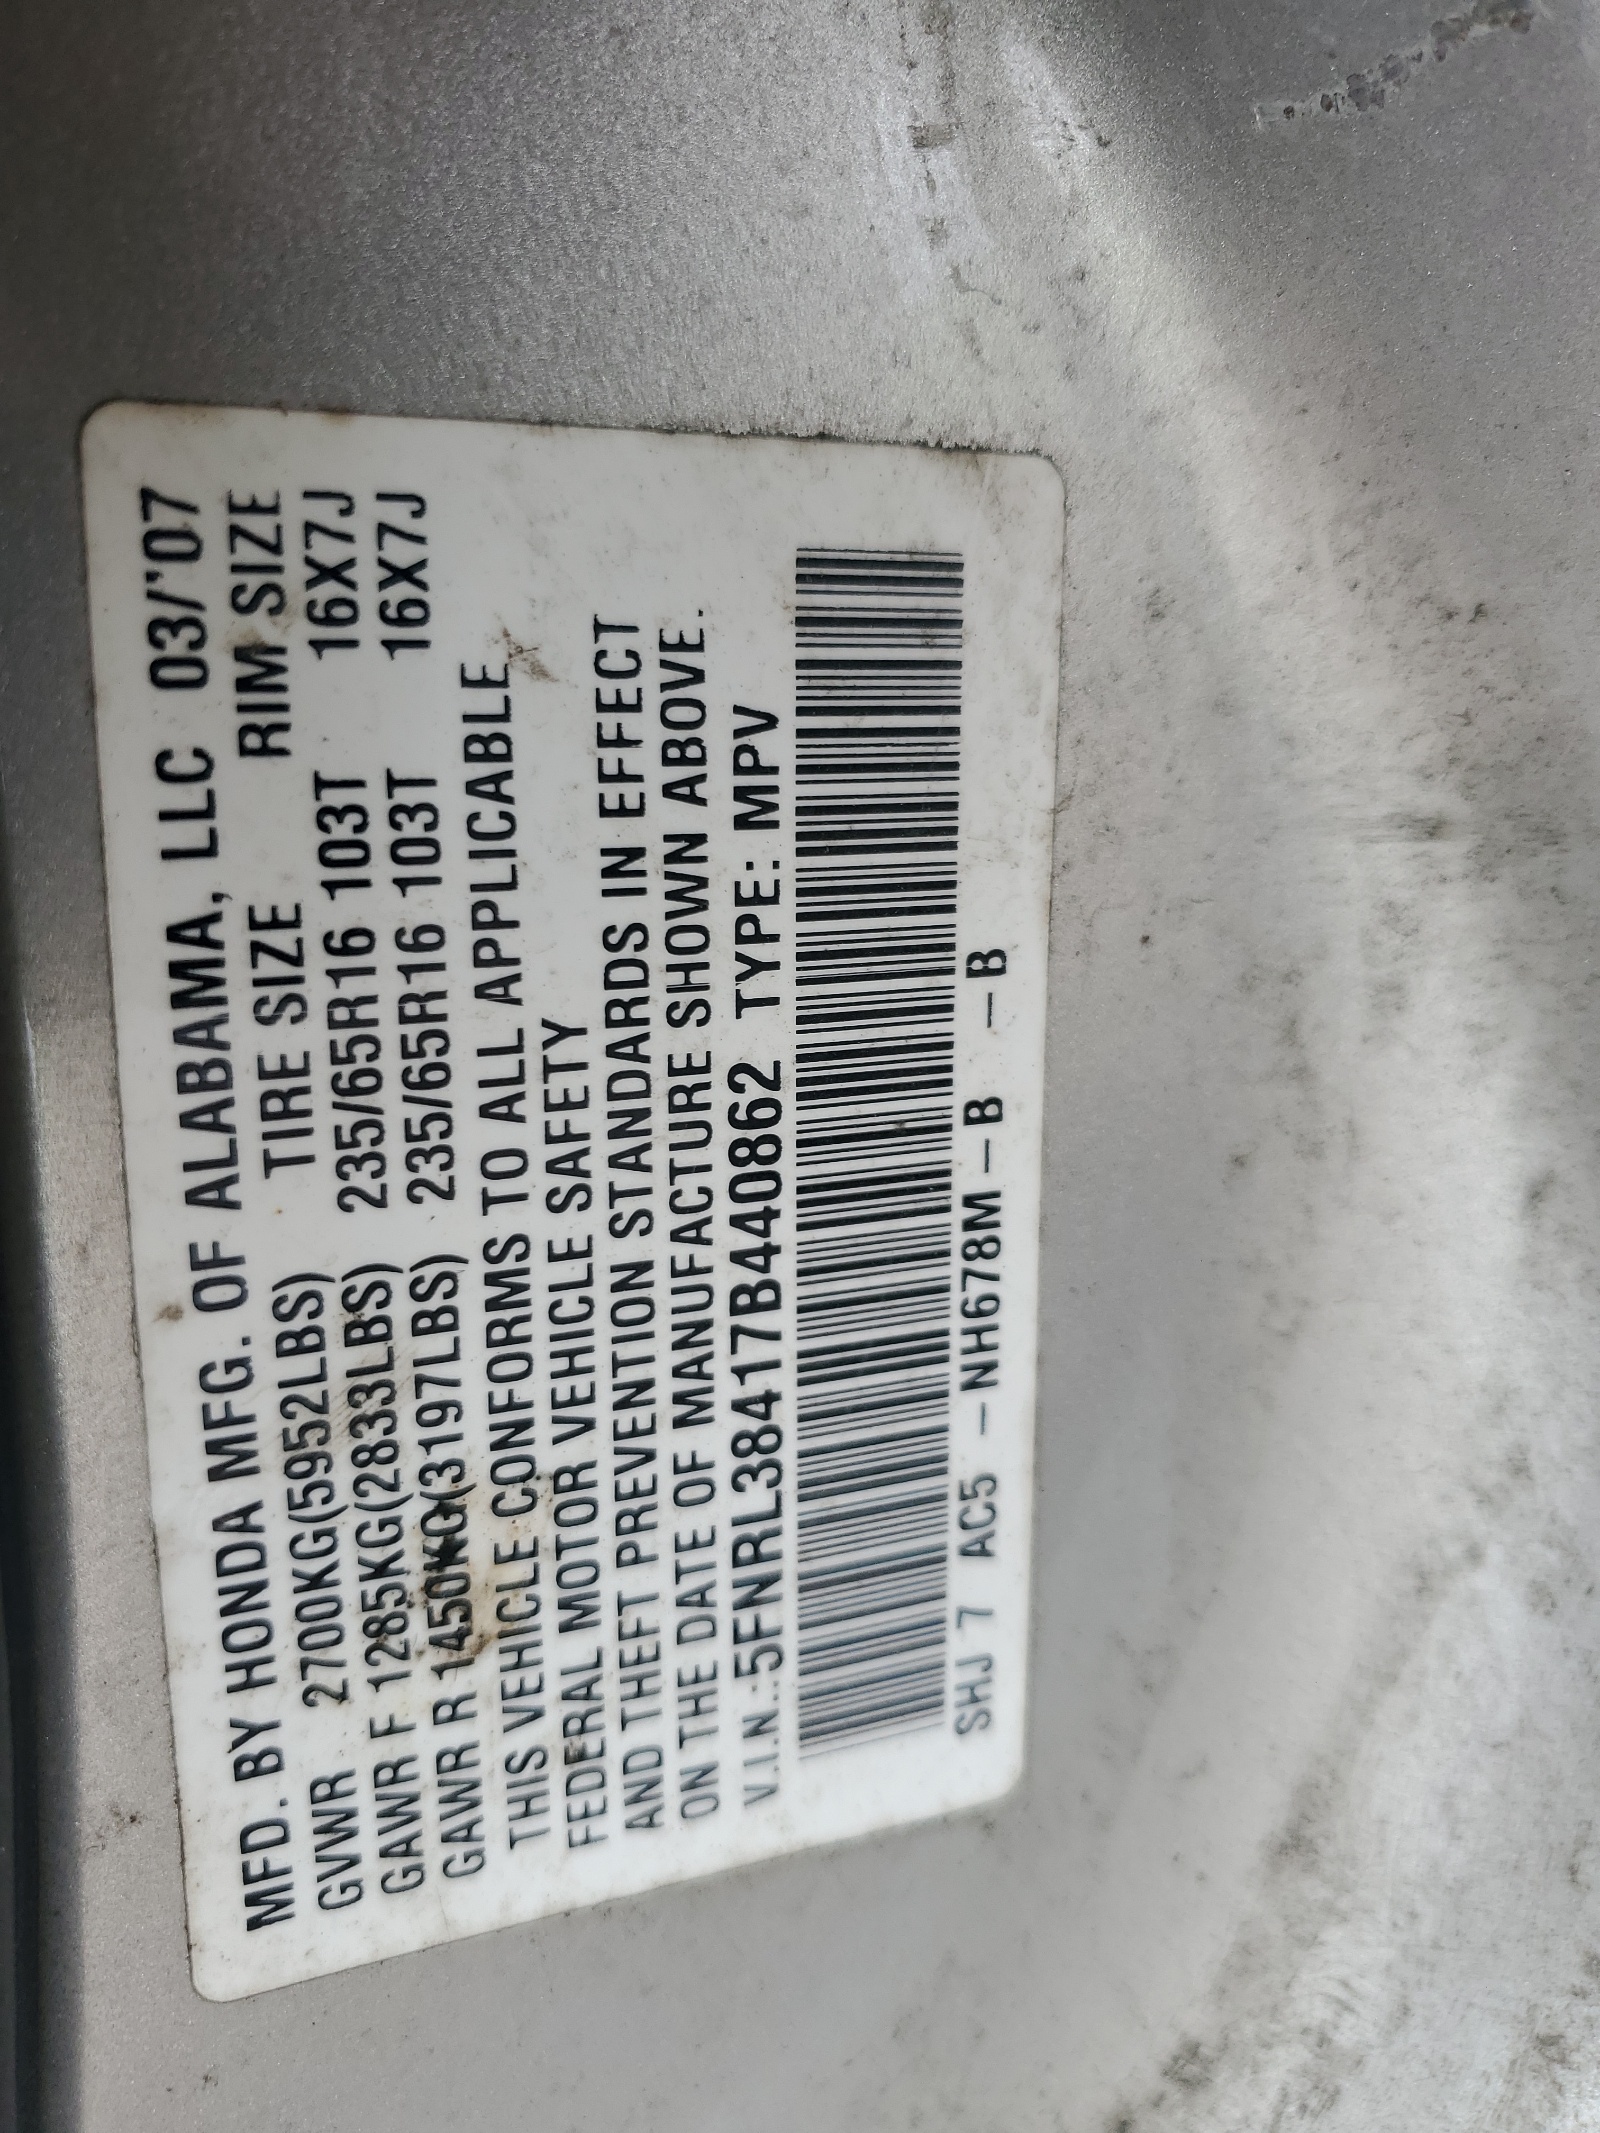 MFD. BY HONDA MFG. OF ALABAMA, LLC 03/'07
TIRE SIZE RIM SIZE
GVWR 2700KG(5952LBS)
GAWR F 1285KG(2833LBS) 235/65R16 103T 16X7J
GAWR R 1450KG(3197LBS) 235/65R16 103T 16X7J
THIS VEHICLE CONFORMS TO ALL APPLICABLE
FEDERAL MOTOR VEHICLE SAFETY
AND THEFT PREVENTION STANDARDS IN EFFECT
ON THE DATE OF MANUFACTURE SHOWN ABOVE.
V.I.N.:5FNRL38417B440862 TYPE: MPV
SHJ 7 AC5 –NH678M–B –B